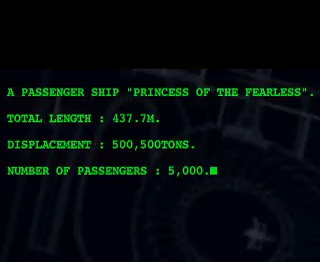 A PASSENGER SHIP "PRINCESS OF THE FEARLESS".
TOTAL LENGTH : 437.7M.
DISPLACEMENT : 500,500TONS.
NUMBER OF PASSENGERS : 5,000.